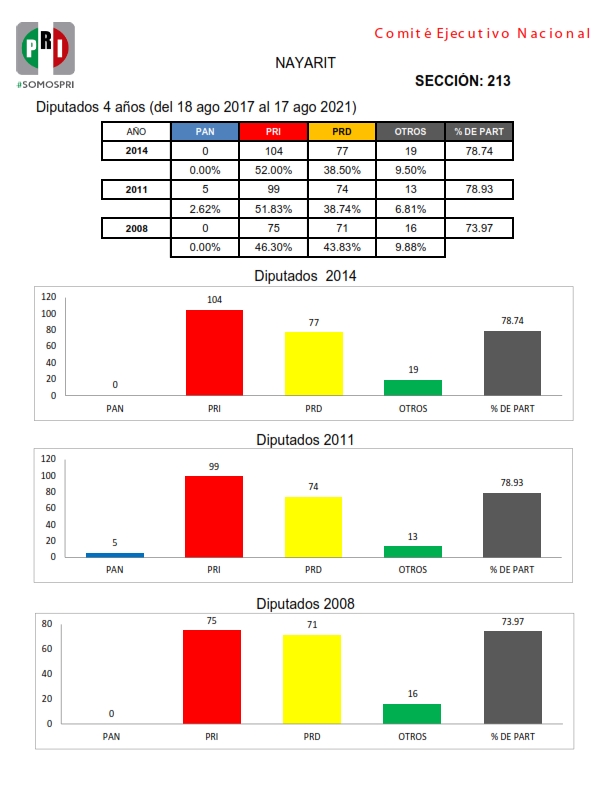 Comité Ejecutivo Nacional
PRI
#SOMOSPRI
NAYARIT
SECCIÓN: 213
Diputados 4 años (del 18 ago 2017 al 17 ago 2021)
AÑO PAN PRI PRD OTROS % DE PART
2014 0 104 77 19 78.74
0.00% 52.00% 38.50% 9.50%
2011 5 99 74 13 78.93
2.62% 51.83% 38.74% 6.81%
2008 0 75 71 16 73.97
0.00% 46.30% 43.83% 9.88%
Diputados 2014
120
100
80
60
40
20
0
0 104 77 19 78.74
PAN PRI PRD OTROS % DE PART
Diputados 2011
120
100
80
60
40
20
0
5 99 74 13 78.93
PAN PRI PRD OTROS % DE PART
Diputados 2008
80
60
40
20
0
0 75 71 16 73.97
PAN PRI PRD OTROS % DE PART